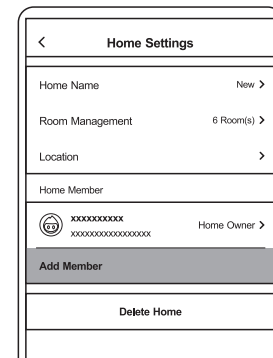 Home Settings
Home Name New
Room Management 6 Room(s)
Location
Home Member
xxxxxxxxxx
xxxxxxxxxxxxxxxxx Home Owner
Add Member
Delete Home